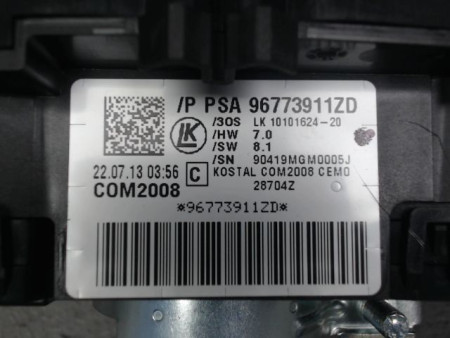 /P PSA 96773911ZD
/3OS LK 10101624-20
/HW 7.0
/SW 8.1
/SN 90419MGM0005J
LK
22.07.13 03:56 C KOSTAL COM2008 CEMO
COM2008 28704Z
*96773911ZD*